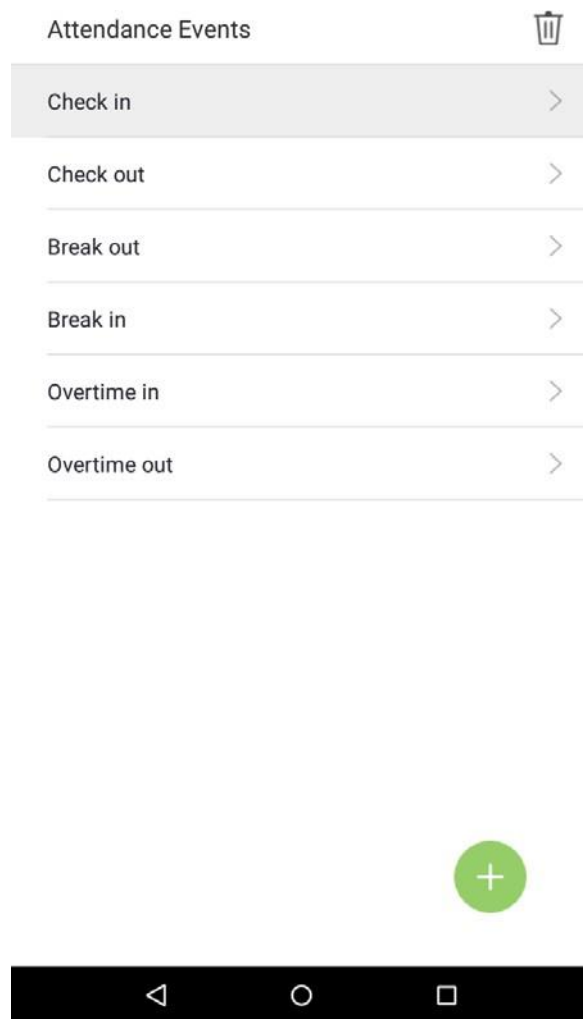 Attendance Events
Check in
Check out
Break out
Break in
Overtime in
Overtime out